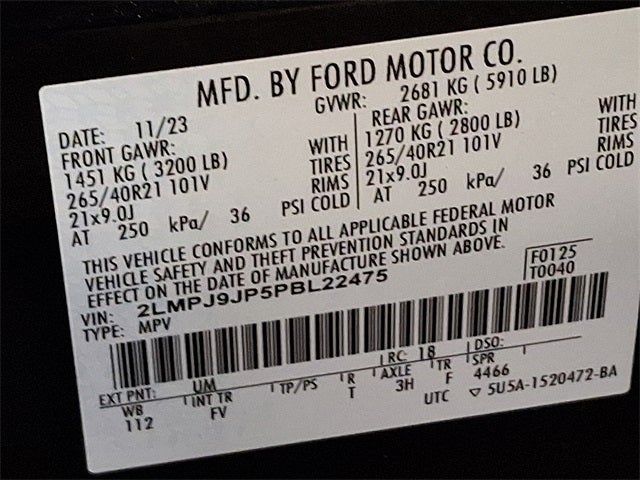 MFD. BY FORD MOTOR CO.
DATE: 11/23 GVWR: 2681 KG ( 5910 LB)
FRONT GAWR: REAR GAWR:
1451 KG ( 3200 LB) WITH 1270 KG ( 2800 LB) WITH
265/40R21 101V TIRES 265/40R21 101V TIRES
21x9.0J RIMS 21x9.0J RIMS
AT 250 kPa/ 36 PSI COLD AT 250 kPa/ 36 PSI COLD
THIS VEHICLE CONFORMS TO ALL APPLICABLE FEDERAL MOTOR
VEHICLE SAFETY AND THEFT PREVENTION STANDARDS IN
EFFECT ON THE DATE OF MANUFACTURE SHOWN ABOVE.
F0125
VIN: 2LMPJ9JP5PBL22475 T0040
TYPE: MPV
EXT PNT: UM RC: 18 DSO:
WB INT TR TP/PS R AXLE TR SPR
112 FV T 3H F 4466
UTC ▽ 5U5A-1520472-BA